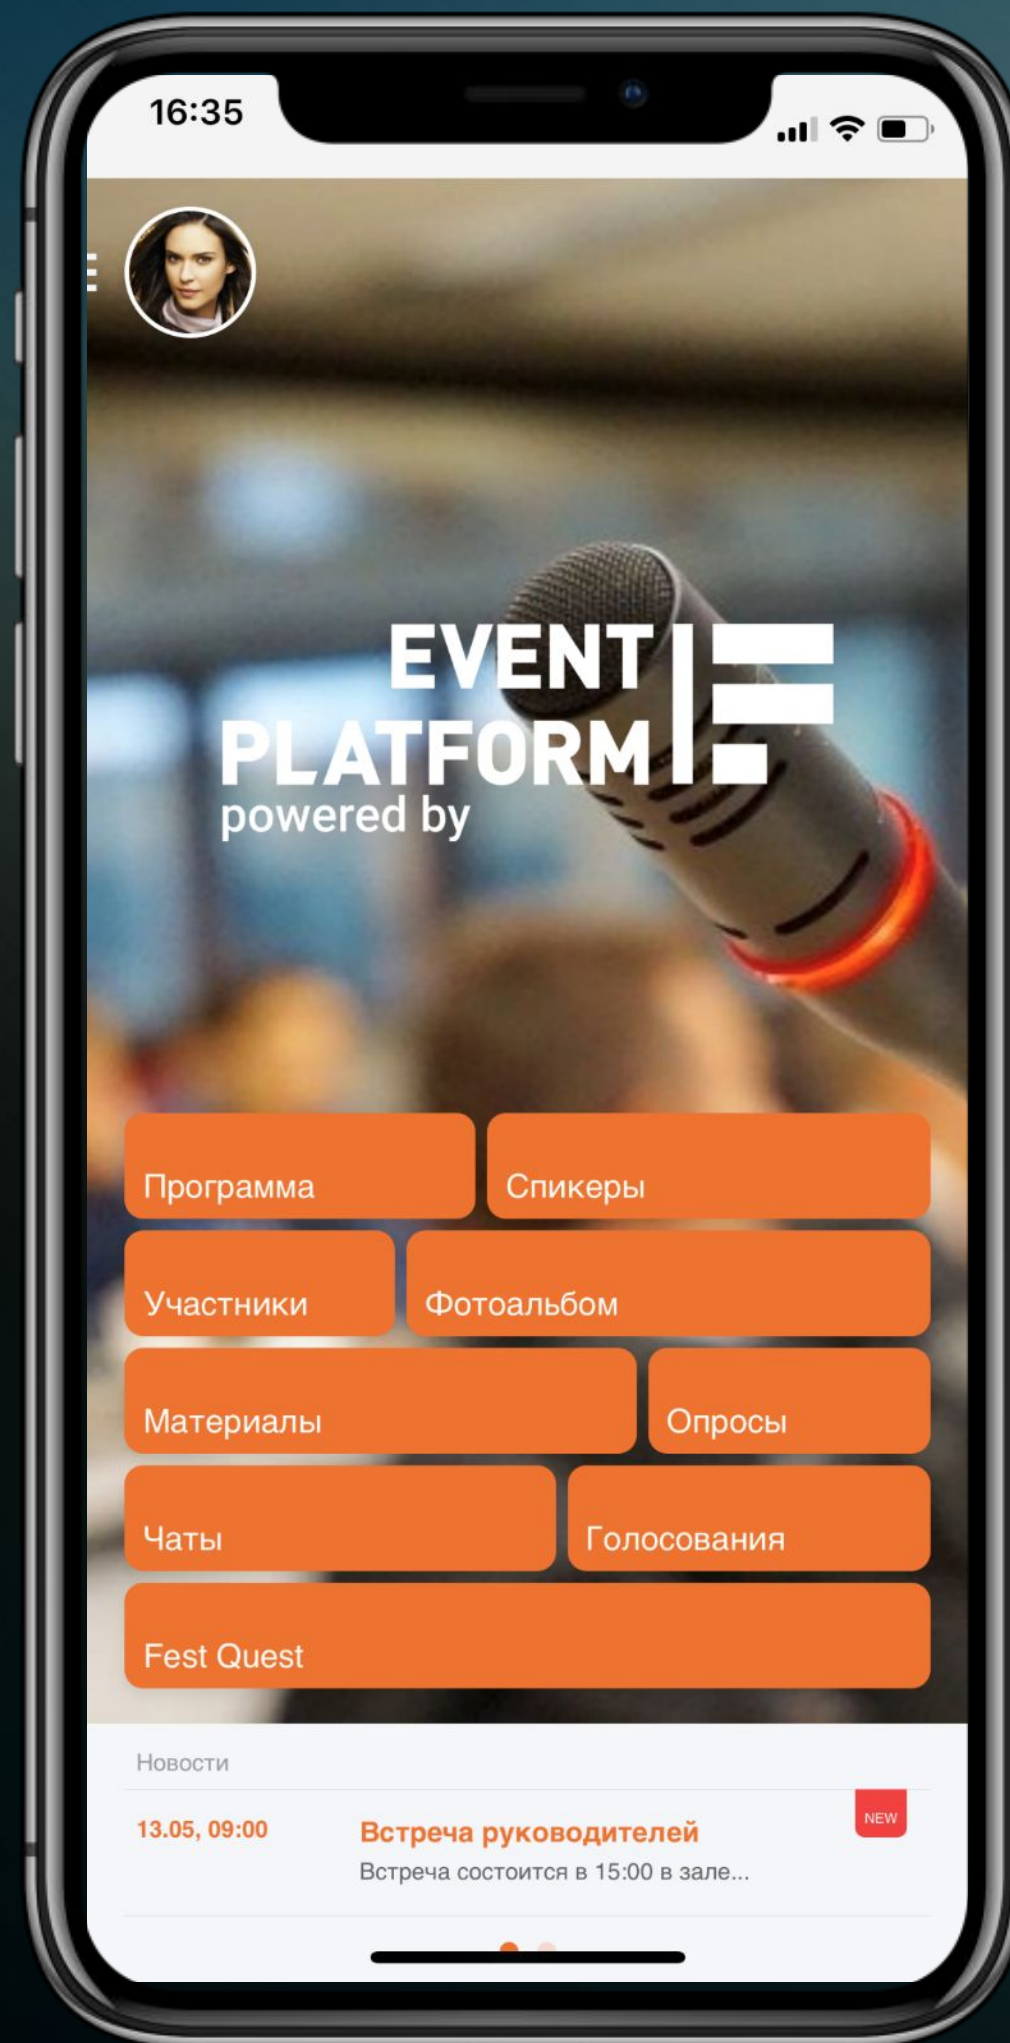 16:35
EVENT
PLATFORM
powered by
Программа
Спикеры
Участники
Фотоальбом
Материалы
Опросы
Чаты
Голосования
Fest Quest
Новости
13.05, 09:00
Встреча руководителей
NEW
Встреча состоится в 15:00 в зале...